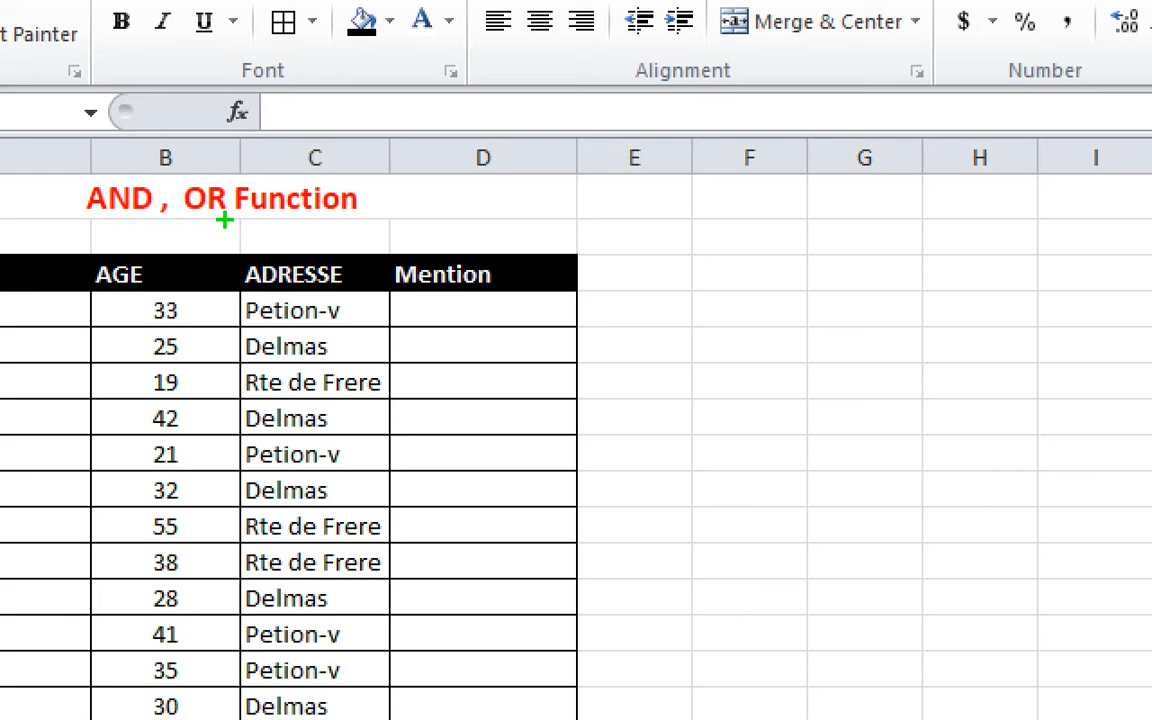 t Painter
B I U A Merge & Center $ % , .00
Font Alignment Number
fx
B C D E F G H I
AND , OR Function
AGE ADRESSE Mention
33 Petion-v
25 Delmas
19 Rte de Frere
42 Delmas
21 Petion-v
32 Delmas
55 Rte de Frere
38 Rte de Frere
28 Delmas
41 Petion-v
35 Petion-v
30 Delmas